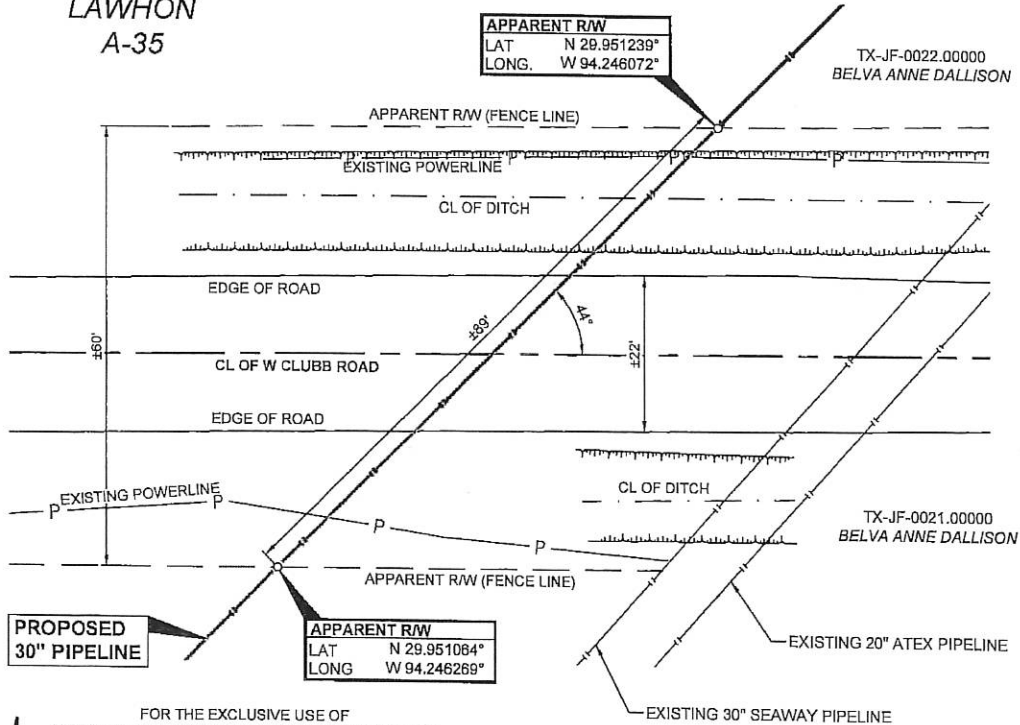 LAWHON
A-35
APPARENT R/W
LAT N 29.951239°
LONG. W 94.246072°
TX-JF-0022.00000
BELVA ANNE DALLISON
APPARENT R/W (FENCE LINE)
P P P P
EXISTING POWERLINE
CL OF DITCH
EDGE OF ROAD
±60'
±89'
44°
±22'
CL OF W CLUBB ROAD
EDGE OF ROAD
CL OF DITCH
P EXISTING POWERLINE P
P
P
TX-JF-0021.00000
BELVA ANNE DALLISON
APPARENT R/W (FENCE LINE)
PROPOSED
30" PIPELINE
APPARENT R/W
LAT N 29.951064°
LONG W 94.246269°
EXISTING 20" ATEX PIPELINE
EXISTING 30" SEAWAY PIPELINE
FOR THE EXCLUSIVE USE OF